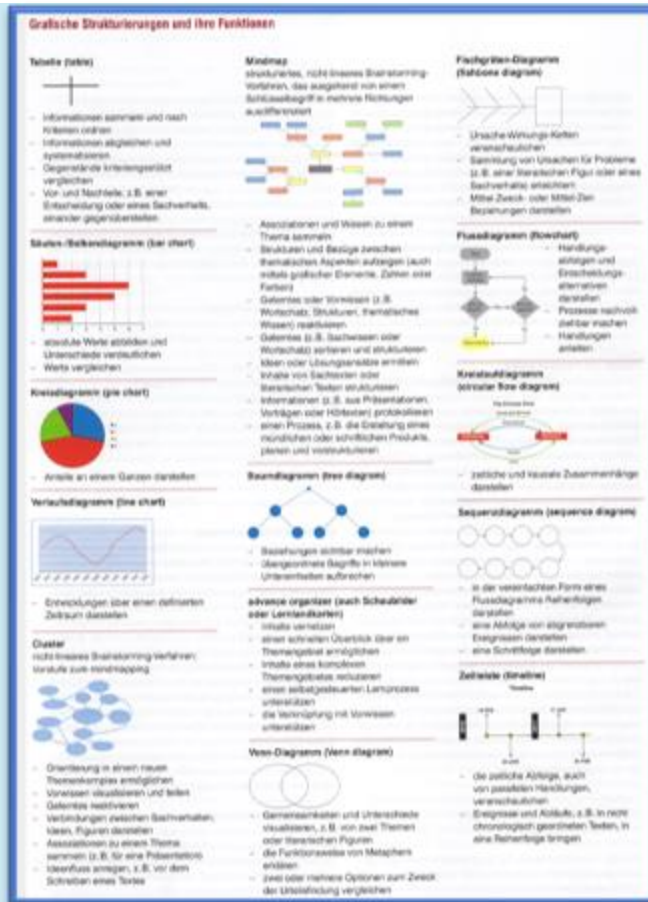 Grafische Strukturierungen und ihre Funktionen
Tabelle (table)
- Informationen sammeln und nach
Kriterien ordnen
- Informationen abgleichen und
systematisieren
- Gegenstände kriteriengestützt
vergleichen
- Vor- und Nachteile, z.B. einer
Entscheidung oder eines Sachverhalts,
einander gegenüberstellen
Säulen-/Balkendiagramm (bar chart)
- absolute Werte abbilden und
Unterschiede verdeutlichen
- Werte vergleichen
Kreisdiagramm (pie chart)
- Anteile an einem Ganzen darstellen
Verlaufsdiagramm (line chart)
- Entwicklungen über einen definierten
Zeitraum darstellen
Cluster
nicht-lineares Brainstorming-Verfahren;
Vorstufe zum mindmapping
- Orientierung in einem neuen
Themenkomplex ermöglichen
- Vorwissen visualisieren und teilen
- Gelerntes reaktivieren
- Verbindungen zwischen Sachverhalten,
Ideen, Figuren darstellen
- Assoziationen zu einem Thema
sammeln (z.B. für eine Präsentation)
- Ideenfluss anregen, z.B. vor dem
Schreiben eines Textes
Mindmap
strukturiertes, nicht-lineares Brainstorming-
Verfahren, das ausgehend von einem
Schlüsselbegriff in mehrere Richtungen
ausdifferenziert
- Assoziationen und Wissen zu einem
Thema sammeln
- Strukturen und Bezüge zwischen
thematischen Aspekten aufzeigen (auch
mittels grafischer Elemente, Zahlen oder
Farben)
- Gelerntes oder Vorwissen (z.B.
Wortschatz, Strukturen, thematisches
Wissen) reaktivieren
- Gelerntes (z.B. Sachwissen oder
Wortschatz) sortieren und strukturieren
- Ideen oder Lösungsansätze ermitteln
- Inhalte von Sachtexten oder
literarischen Texten strukturieren
- Informationen (z.B. aus Präsentationen,
Vorträgen oder Hörtexten) protokollieren
- einen Prozess, z.B. die Erstellung eines
mündlichen oder schriftlichen Produkts,
planen und vorstrukturieren
Baumdiagramm (tree diagram)
- Beziehungen sichtbar machen
- übergeordnete Begriffe in kleinere
Untereinheiten aufbrechen
advance organizer (auch Schaubilder
oder Lernlandkarten)
- Inhalte vernetzen
- einen schnellen Überblick über ein
Themengebiet ermöglichen
- Inhalte eines komplexen
Themengebietes reduzieren
- einen selbstgesteuerten Lernprozess
unterstützen
- die Verknüpfung mit Vorwissen
unterstützen
Venn-Diagramm (Venn diagram)
- Gemeinsamkeiten und Unterschiede
visualisieren, z.B. von zwei Themen
oder literarischen Figuren
- die Funktionsweise von Metaphern
erklären
- zwei oder mehrere Optionen zum Zweck
der Urteilsfindung vergleichen
Fischgräten-Diagramm
(fishbone diagram)
- Ursache-Wirkungs-Ketten
veranschaulichen
- Sammlung von Ursachen für Probleme
(z.B. einer literarischen Figur oder eines
Sachverhalts) erleichtern
- Mittel-Zweck- oder Mittel-Ziel-
Beziehungen darstellen
Flussdiagramm (flowchart)
- Handlungs-
abfolgen und
Entscheidungs-
alternativen
darstellen
- Prozesse nachvoll-
ziehbar machen
- Handlungen
anleiten
Kreislaufdiagramm
(circular flow diagram)
- zeitliche und kausale Zusammenhänge
darstellen
Sequenzdiagramm (sequence diagram)
- in der vereinfachten Form eines
Flussdiagramms Reihenfolgen
darstellen
- eine Abfolge von abgrenzbaren
Ereignissen darstellen
- eine Schrittfolge darstellen
Zeitleiste (timeline)
Timeline
- die zeitliche Abfolge, auch
von parallelen Handlungen,
veranschaulichen
- Ereignisse und Abläufe, z.B. in nicht
chronologisch geordneten Texten, in
eine Reihenfolge bringen